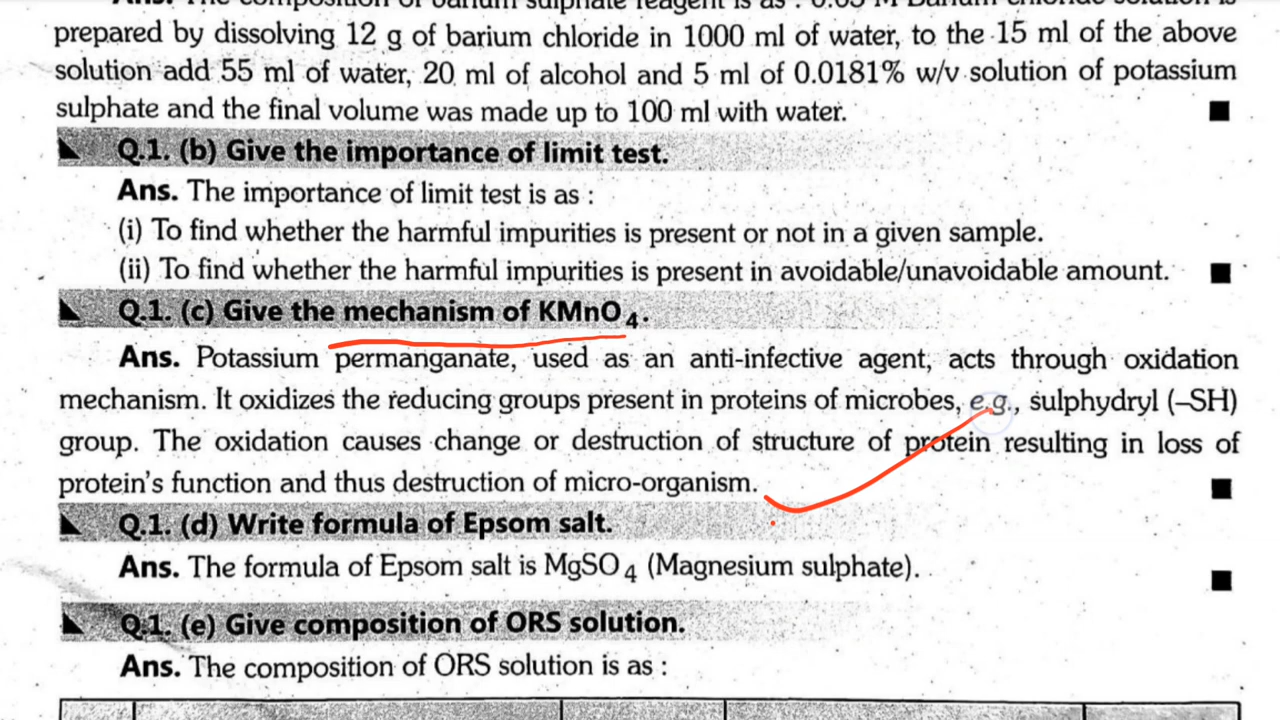 prepared by dissolving 12 g of barium chloride in 1000 ml of water, to the 15 ml of the above
solution add 55 ml of water, 20 ml of alcohol and 5 ml of 0.0181% w/v solution of potassium
sulphate and the final volume was made up to 100 ml with water.
Q.1. (b) Give the importance of limit test.
Ans. The importance of limit test is as :
(i) To find whether the harmful impurities is present or not in a given sample.
(ii) To find whether the harmful impurities is present in avoidable/unavoidable amount.
Q.1. (c) Give the mechanism of KMnO4.
Ans. Potassium permanganate, used as an anti-infective agent, acts through oxidation
mechanism. It oxidizes the reducing groups present in proteins of microbes, e.g., sulphydryl (–SH)
group. The oxidation causes change or destruction of structure of protein resulting in loss of
protein's function and thus destruction of micro-organism.
Q.1. (d) Write formula of Epsom salt.
Ans. The formula of Epsom salt is MgSO4 (Magnesium sulphate).
Q.1. (e) Give composition of ORS solution.
Ans. The composition of ORS solution is as :